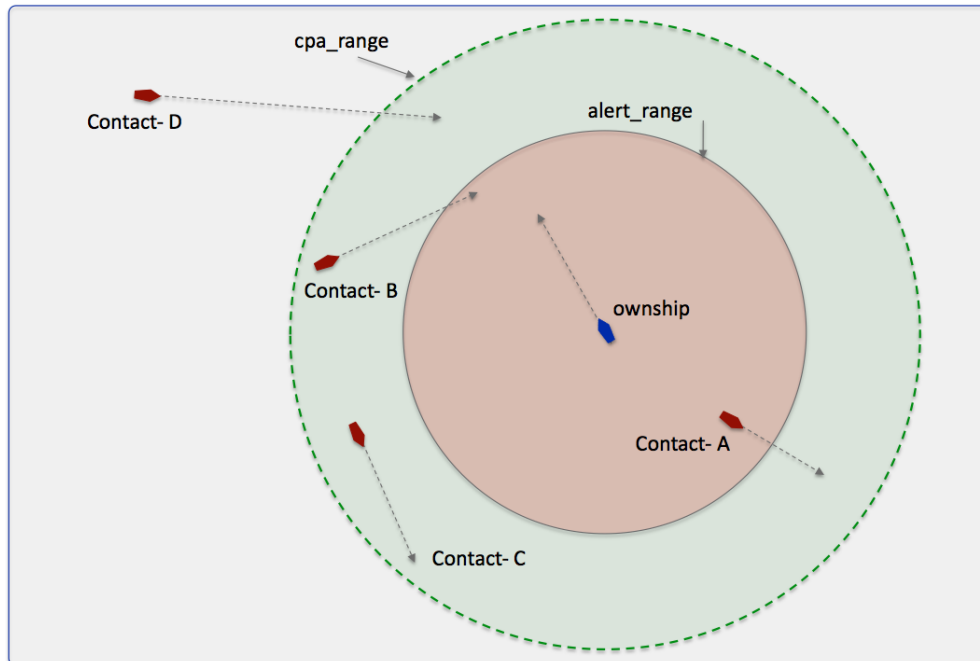 cpa_range
alert_range
Contact- D
Contact- B
ownship
Contact- A
Contact- C